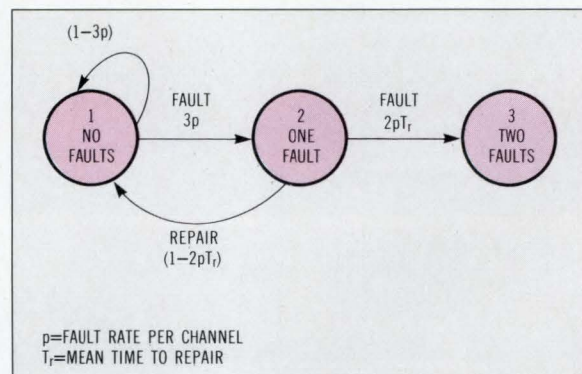 (1–3p)
1
NO
FAULTS
FAULT
3p
2
ONE
FAULT
FAULT
2pTr
3
TWO
FAULTS
REPAIR
(1–2pTr)
p=FAULT RATE PER CHANNEL
Tr=MEAN TIME TO REPAIR